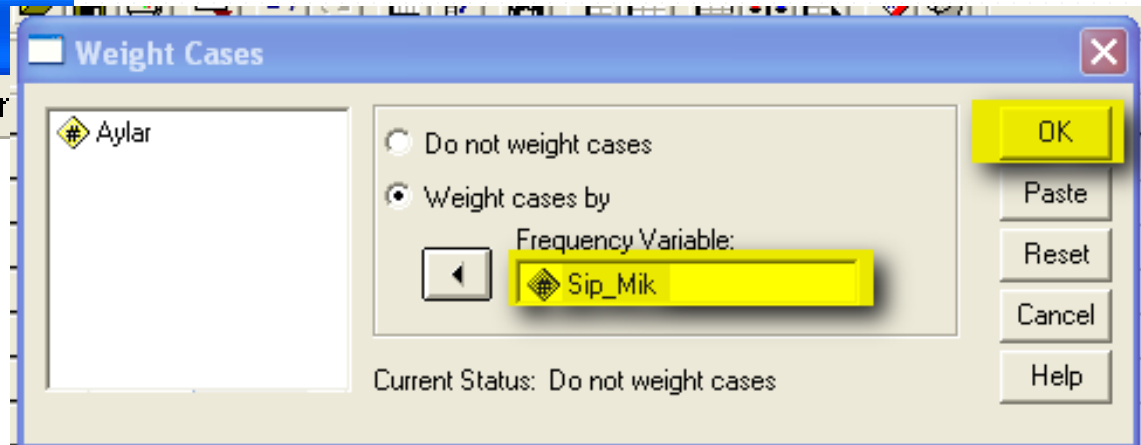 Weight Cases
Aylar
Do not weight cases
Weight cases by
Frequency Variable:
Sip_Mik
Current Status: Do not weight cases
OK
Paste
Reset
Cancel
Help